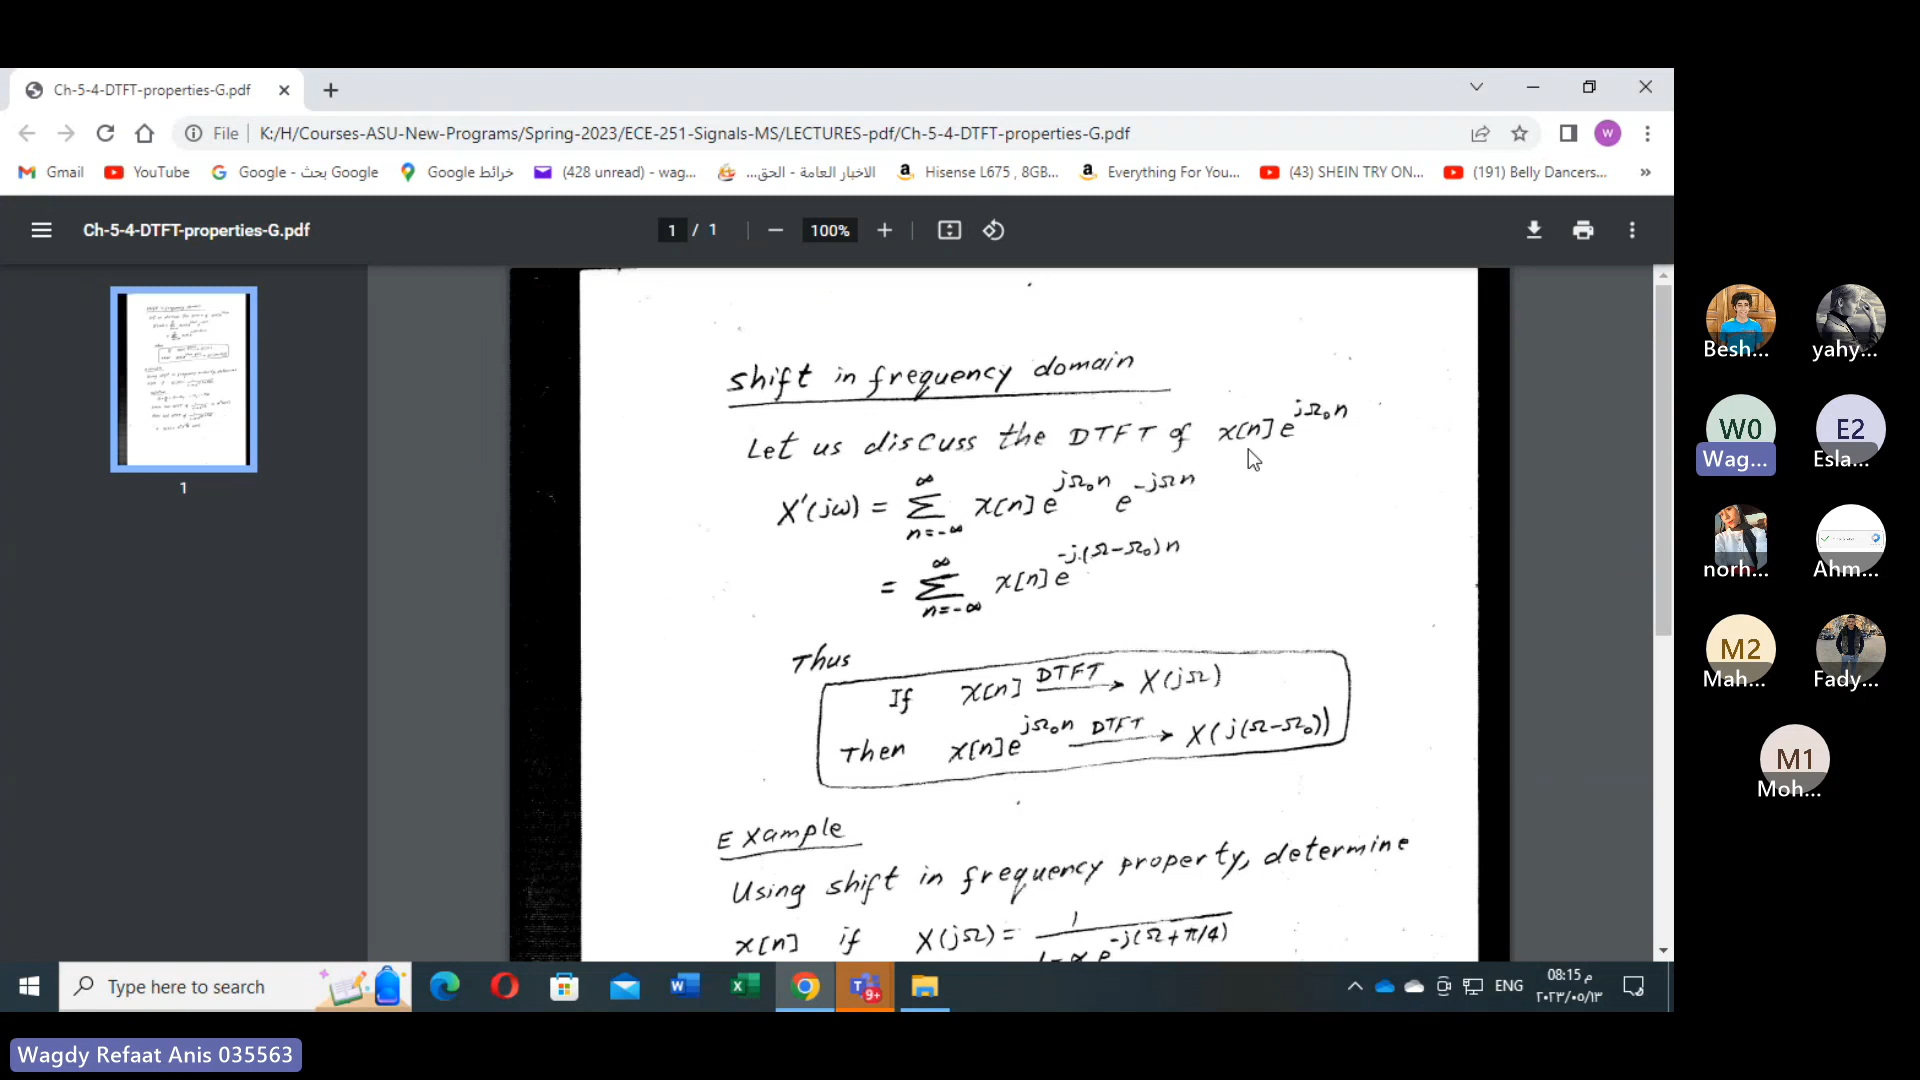 Ch-5-4-DTFT-properties-G.pdf
File
K:/H/Courses-ASU-New-Programs/Spring-2023/ECE-251-Signals-MS/LECTURES-pdf/Ch-5-4-DTFT-properties-G.pdf
W
Gmail
YouTube
Google - بحث Google
خرائط Google
(428 unread) - wag...
الاخبار العامة - الحق...
Hisense L675 , 8GB...
Everything For You...
(43) SHEIN TRY ON...
(191) Belly Dancers...
»
Ch-5-4-DTFT-properties-G.pdf
1 / 1
100%
1
Shift in frequency domain
Let us discuss the DTFT of x[n] e^{jΩ₀n}
X'(jω) = ∑_{n=-∞}^{∞} x[n] e^{jΩ₀n} e^{-jΩn}
= ∑_{n=-∞}^{∞} x[n] e^{-j(Ω-Ω₀)n}
Thus
If x[n] DTFT→ X(jΩ)
Then x[n] e^{jΩ₀n} DTFT→ X(j(Ω-Ω₀))
Example
Using shift in frequency property, determine
x[n] if X(jΩ) = 1 / 1-α e^{-j(Ω+π/4)}
Besh...
yahy...
W0
Wag...
E2
Esla...
norh...
Ahm...
M2
Mah...
Fady...
M1
Moh...
Type here to search
9+
ENG
08:15 م
٢٠٢٣/٠٥/١٣
Wagdy Refaat Anis 035563